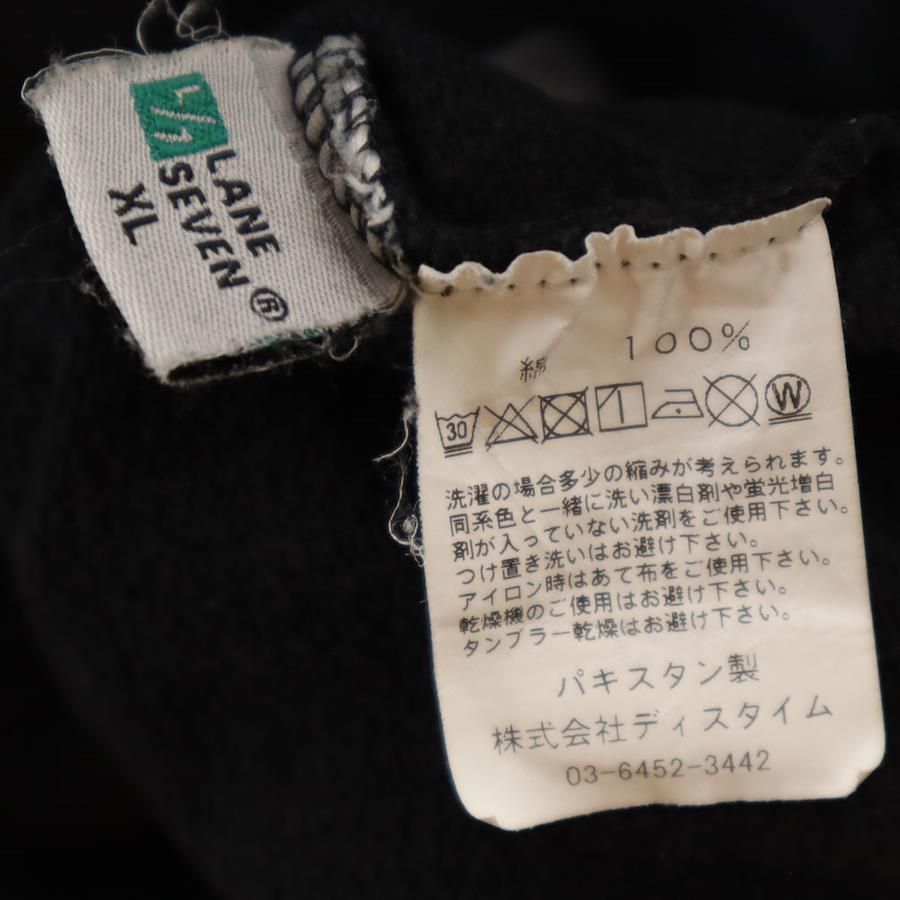 LANE
SEVEN®
XL
綿 100%
30
W
洗濯の場合多少の縮みが考えられます。
同系色と一緒に洗い漂白剤や蛍光増白
剤が入っていない洗剤をご使用下さい。
つけ置き洗いはお避け下さい。
アイロン時はあて布をご使用下さい。
乾燥機のご使用はお避け下さい。
タンブラー乾燥はお避け下さい。
パキスタン製
株式会社ディスタイム
03-6452-3442